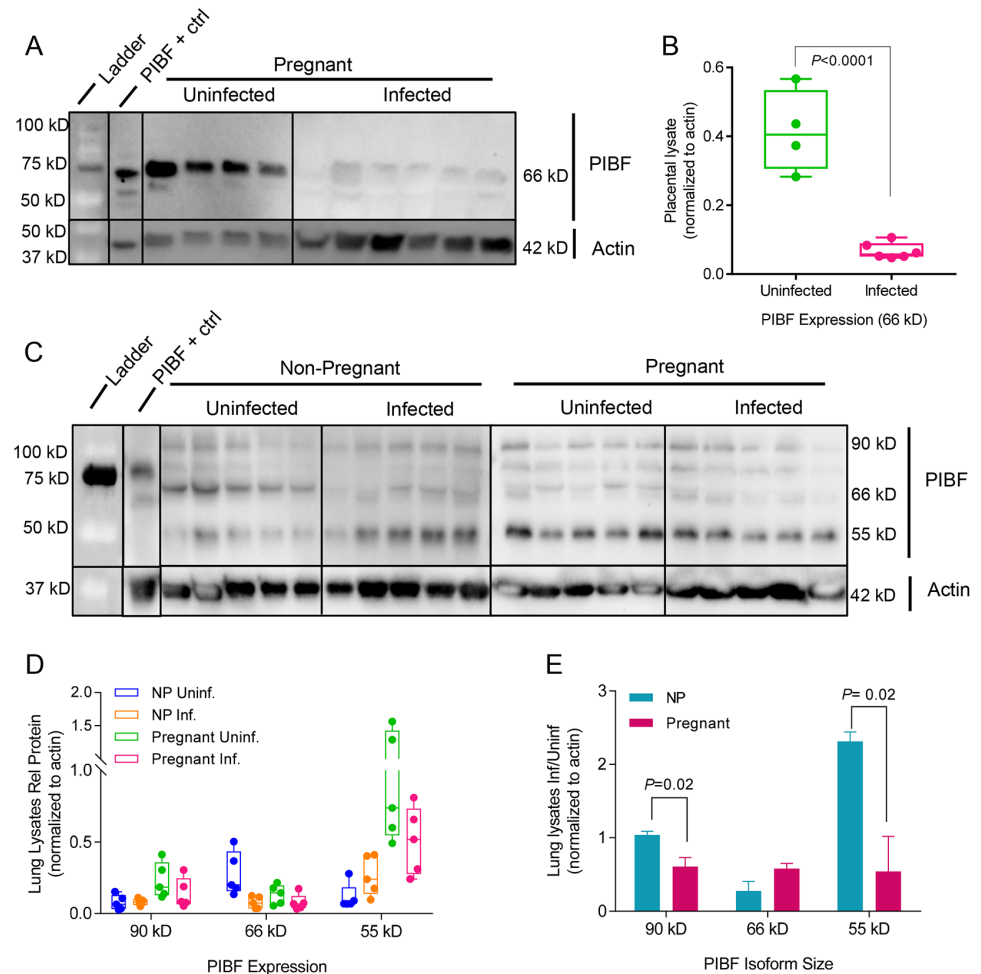 A
Ladder
PIBF + ctrl
Pregnant
Uninfected
Infected
100 kD
75 kD
50 kD
50 kD
37 kD
66 kD
42 kD
PIBF
Actin
B
P<0.0001
0.6
0.4
0.2
0.0
Placental lysate
(normalized to actin)
Uninfected
Infected
PIBF Expression (66 kD)
C
Ladder
PIBF + ctrl
Non-Pregnant
Pregnant
Uninfected
Infected
Uninfected
Infected
100 kD
75 kD
50 kD
37 kD
90 kD
66 kD
55 kD
42 kD
PIBF
Actin
D
NP Uninf.
NP Inf.
Pregnant Uninf.
Pregnant Inf.
2.0
1.5
1.0
0.5
0.0
Lung Lysates Rel Protein
(normalized to actin)
90 kD
66 kD
55 kD
PIBF Expression
E
NP
Pregnant
P=0.02
P= 0.02
3
2
1
0
Lung lysates Inf/Uninf
(normalized to actin)
90 kD
66 kD
55 kD
PIBF Isoform Size